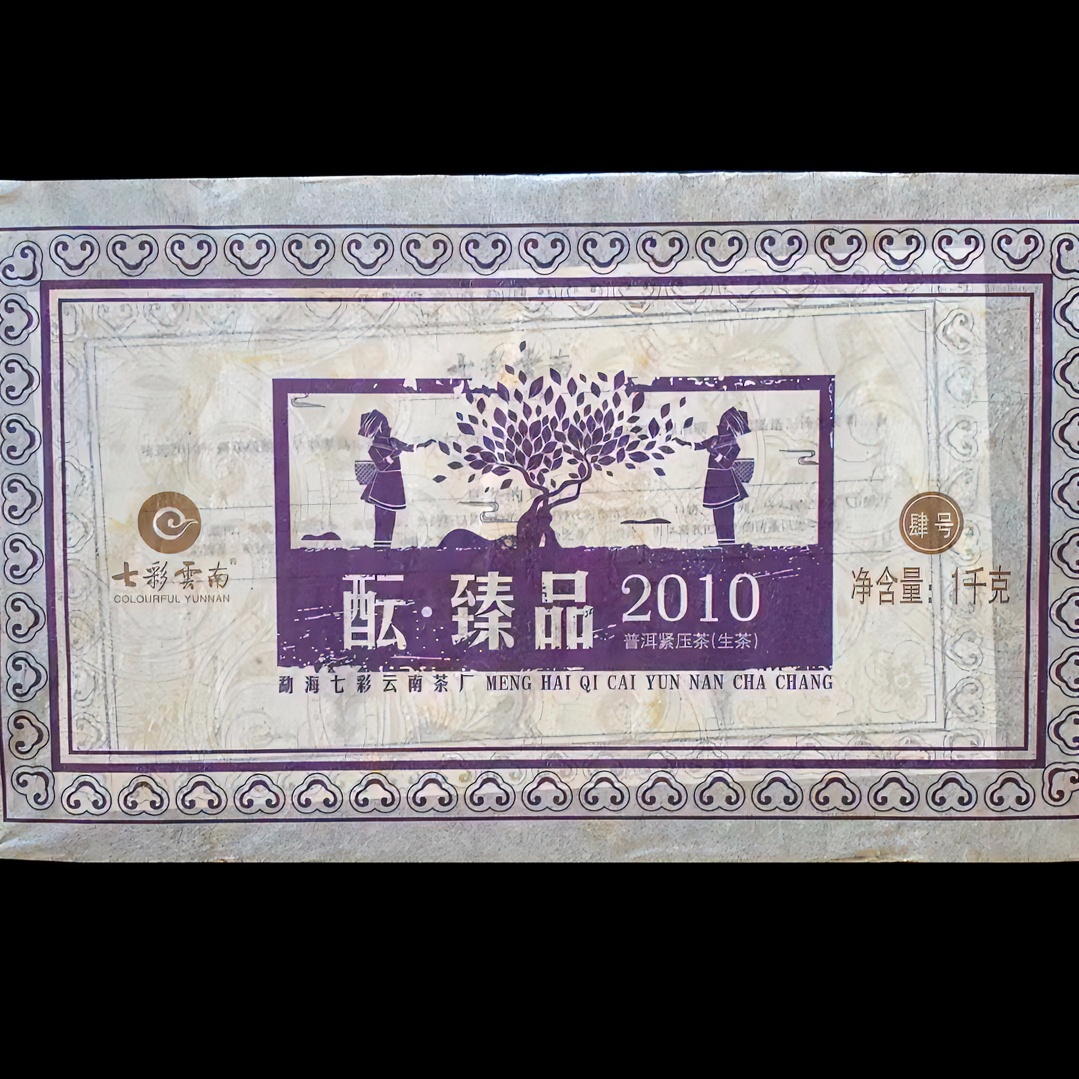 七彩雲南
COLOURFUL YUNNAN
酝·臻品 2010
普洱紧压茶(生茶)
勐海七彩云南茶厂 MENG HAI QI CAI YUN NAN CHA CHANG
肆号
净含量：1千克